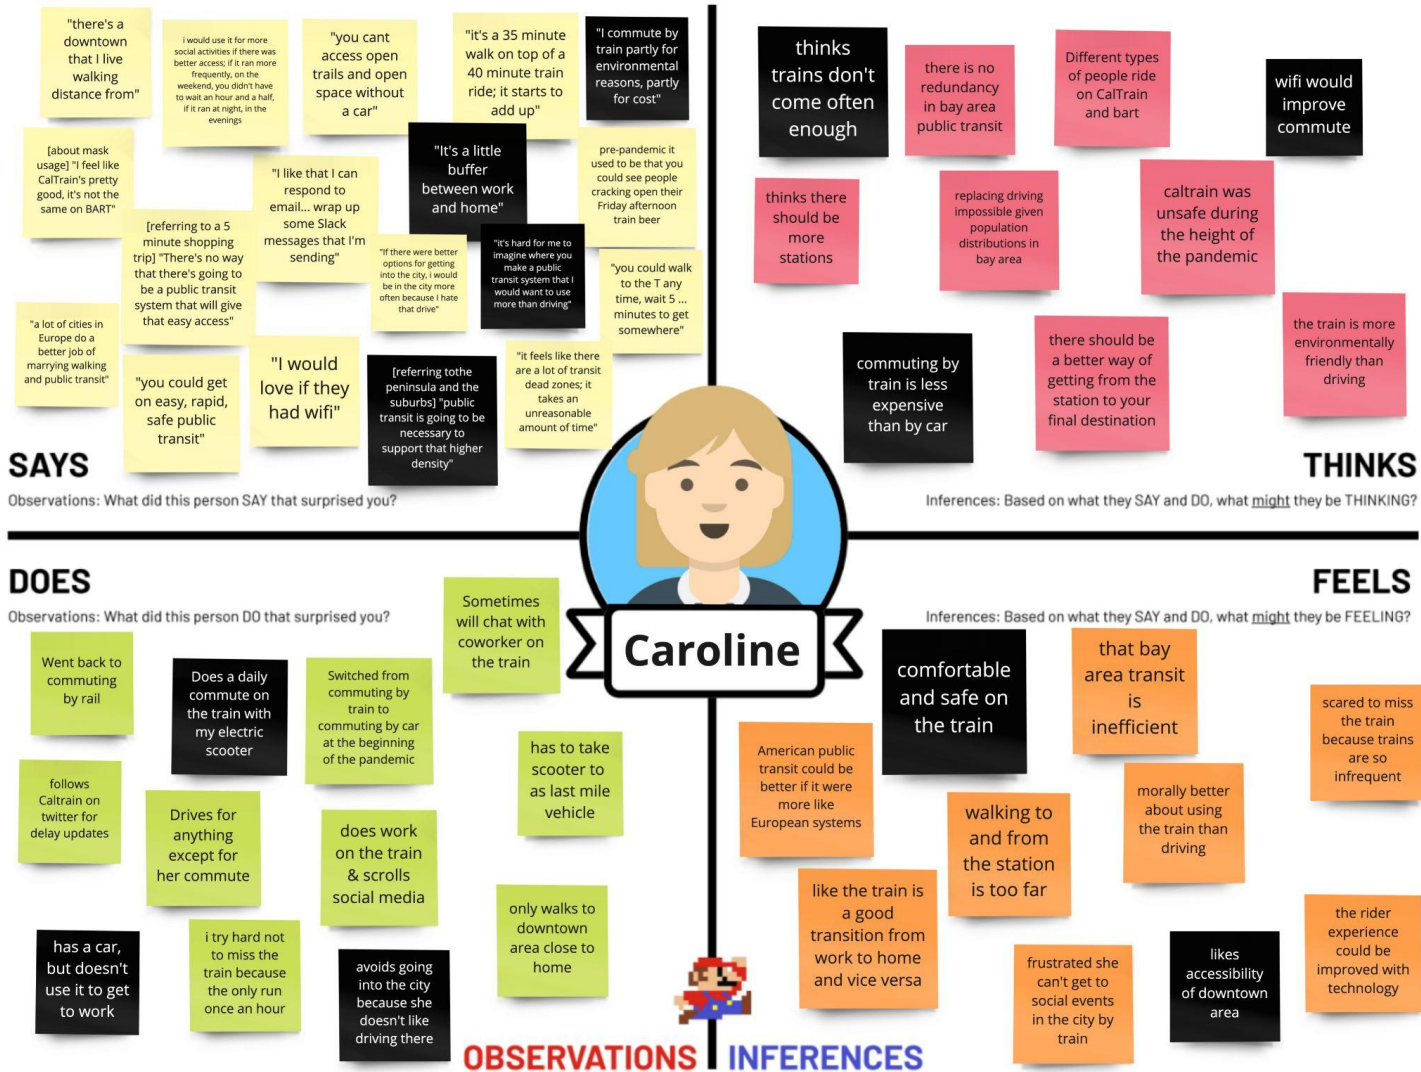 "there's a
downtown
that I live
walking
distance from"
i would use it for more
social activities if there was
better access; if it ran more
frequently, on the
weekend, you didn't have
to wait an hour and a half,
if it ran at night, in the
evenings
"you cant
access open
trails and open
space without
a car"
"it's a 35 minute
walk on top of a
40 minute train
ride; it starts to
add up"
"I commute by
train partly for
environmental
reasons, partly
for cost"
[about mask
usage] "I feel like
CalTrain's pretty
good, it's not the
same on BART"
[referring to a 5
minute shopping
trip] "There's no way
that there's going to
be a public transit
system that will give
that easy access"
"I like that I can
respond to
email... wrap up
some Slack
messages that I'm
sending"
"It's a little
buffer
between work
and home"
pre-pandemic it
used to be that you
could see people
cracking open their
Friday afternoon
train beer
"If there were better
options for getting
into the city, i would
be in the city more
often because I hate
that drive"
"it's hard for me to
imagine where you
make a public
transit system that I
would want to use
more than driving"
"you could walk
to the T any
time, wait 5 ...
minutes to get
somewhere"
"a lot of cities in
Europe do a
better job of
marrying walking
and public transit"
"you could get
on easy, rapid,
safe public
transit"
"I would
love if they
had wifi"
[referring tothe
peninsula and the
suburbs] "public
transit is going to be
necessary to
support that higher
density"
"it feels like there
are a lot of transit
dead zones; it
takes an
unreasonable
amount of time"
SAYS
Observations: What did this person SAY that surprised you?
thinks
trains don't
come often
enough
there is no
redundancy
in bay area
public transit
Different types
of people ride
on CalTrain
and bart
wifi would
improve
commute
thinks there
should be
more
stations
replacing driving
impossible given
population
distributions in
bay area
caltrain was
unsafe during
the height of
the pandemic
commuting by
train is less
expensive
than by car
there should be
a better way of
getting from the
station to your
final destination
the train is more
environmentally
friendly than
driving
THINKS
Inferences: Based on what they SAY and DO, what might they be THINKING?
DOES
Observations: What did this person DO that surprised you?
Sometimes
will chat with
coworker on
the train
Went back to
commuting
by rail
Does a daily
commute on
the train with
my electric
scooter
Switched from
commuting by
train to
commuting by car
at the beginning
of the pandemic
has to take
scooter to
as last mile
vehicle
follows
Caltrain on
twitter for
delay updates
Drives for
anything
except for
her commute
does work
on the train
& scrolls
social media
only walks to
downtown
area close to
home
has a car,
but doesn't
use it to get
to work
i try hard not
to miss the
train because
the only run
once an hour
avoids going
into the city
because she
doesn't like
driving there
Caroline
FEELS
Inferences: Based on what they SAY and DO, what might they be FEELING?
comfortable
and safe on
the train
that bay
area transit
is
inefficient
scared to miss
the train
because trains
are so
infrequent
American public
transit could be
better if it were
more like
European systems
walking to
and from
the station
is too far
morally better
about using
the train than
driving
like the train is
a good
transition from
work to home
and vice versa
frustrated she
can't get to
social events
in the city by
train
likes
accessibility
of downtown
area
the rider
experience
could be
improved with
technology
OBSERVATIONS
INFERENCES